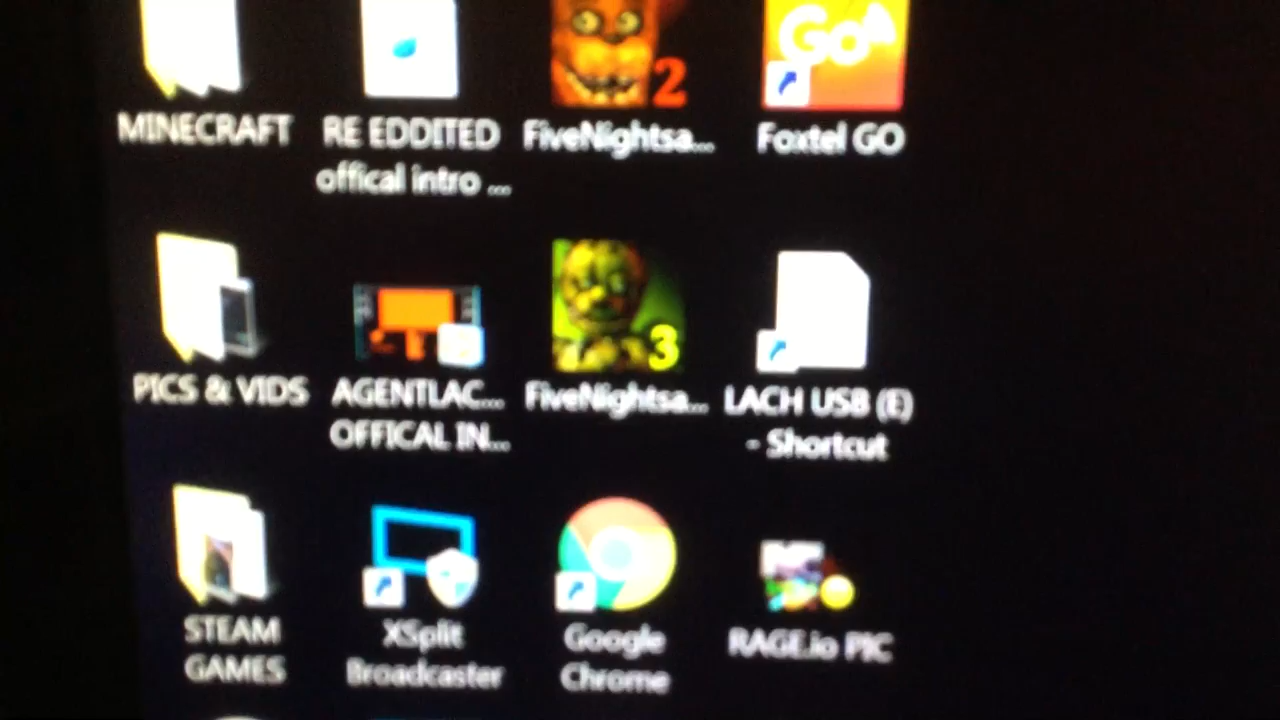 2
GO
MINECRAFT
RE EDDITED
offical intro ...
FiveNightsa...
Foxtel GO
3
PICS & VIDS
AGENTLAC...
OFFICAL IN...
FiveNightsa...
LACH USB (E)
- Shortcut
STEAM
GAMES
XSplit
Broadcaster
Google
Chrome
RAGE.io PIC